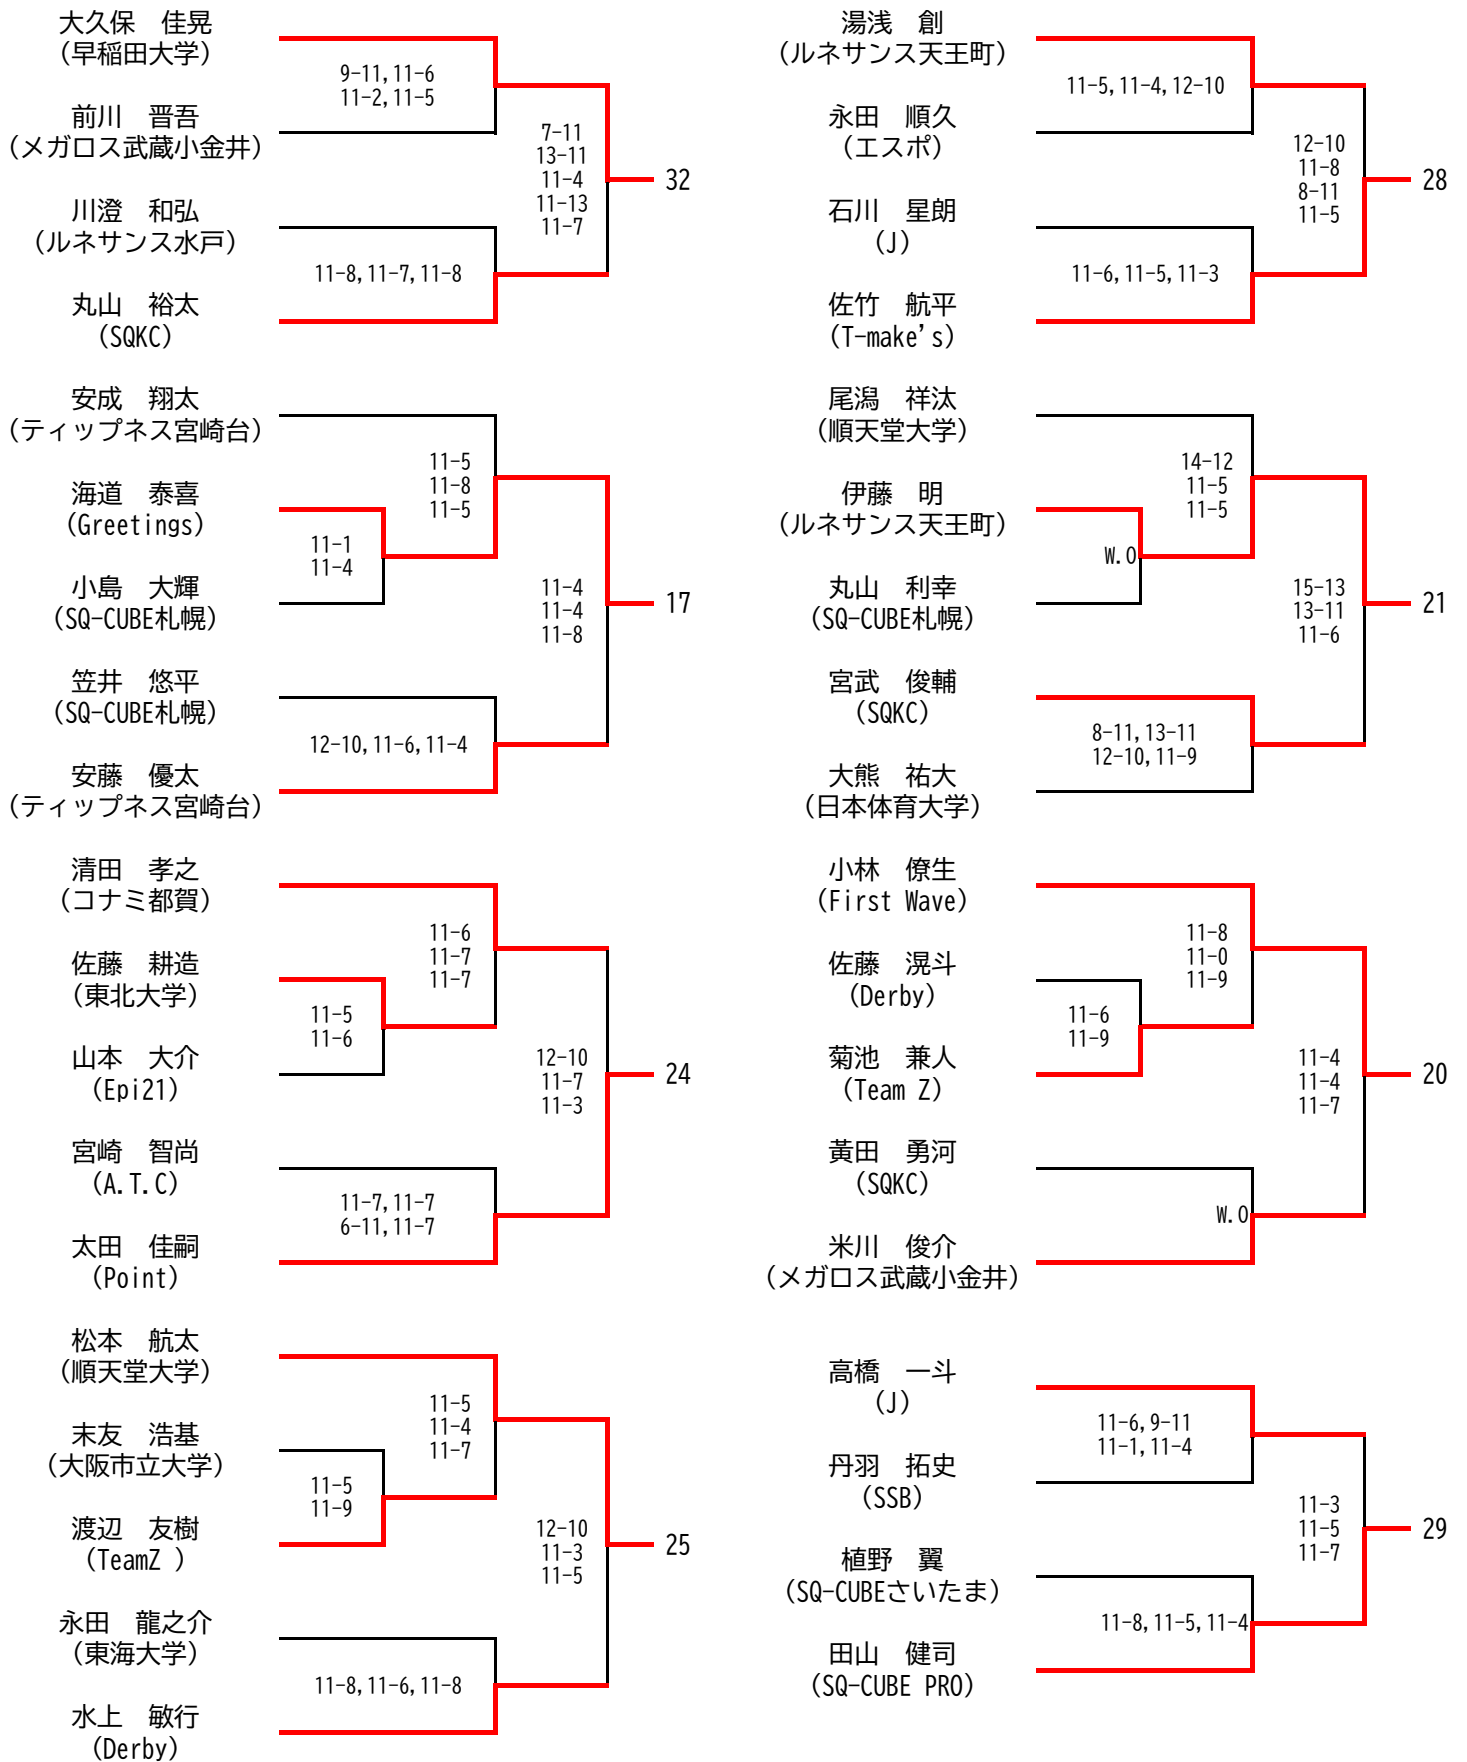 大久保　佳晃
（早稲田大学）
9-11,11-6
11-2,11-5
前川　晋吾
（メガロス武蔵小金井）
7-11
13-11
11-4
11-13
11-7
32
川澄　和弘
（ルネサンス水戸）
11-8,11-7,11-8
丸山　裕太
（SQKC）
安成　翔太
（ティップネス宮崎台）
11-5
11-8
11-5
海道　泰喜
（Greetings）
11-1
11-4
小島　大輝
（SQ-CUBE札幌）
11-4
11-4
11-8
17
笠井　悠平
（SQ-CUBE札幌）
12-10,11-6,11-4
安藤　優太
（ティップネス宮崎台）
清田　孝之
（コナミ都賀）
11-6
11-7
11-7
佐藤　耕造
（東北大学）
11-5
11-6
山本　大介
（Epi21）
12-10
11-7
11-3
24
宮崎　智尚
（A.T.C）
11-7,11-7
6-11,11-7
太田　佳嗣
（Point）
松本　航太
（順天堂大学）
11-5
11-4
11-7
末友　浩基
（大阪市立大学）
11-5
11-9
渡辺　友樹
（TeamZ ）
12-10
11-3
11-5
25
永田　龍之介
（東海大学）
11-8,11-6,11-8
水上　敏行
（Derby）
湯浅　創
（ルネサンス天王町）
11-5,11-4,12-10
永田　順久
（エスポ）
12-10
11-8
8-11
11-5
28
石川　星朗
（J）
11-6,11-5,11-3
佐竹　航平
（T-make's）
尾潟　祥汰
（順天堂大学）
14-12
11-5
11-5
伊藤　明
（ルネサンス天王町）
W.O
丸山　利幸
（SQ-CUBE札幌）
15-13
13-11
11-6
21
宮武　俊輔
（SQKC）
8-11,13-11
12-10,11-9
大熊　祐大
（日本体育大学）
小林　僚生
（First Wave）
11-8
11-0
11-9
佐藤　滉斗
（Derby）
11-6
11-9
菊池　兼人
（Team Z）
11-4
11-4
11-7
20
黃田　勇河
（SQKC）
W.O
米川　俊介
（メガロス武蔵小金井）
高橋　一斗
（J）
11-6,9-11
11-1,11-4
丹羽　拓史
（SSB）
11-3
11-5
11-7
29
植野　翼
（SQ-CUBEさいたま）
11-8,11-5,11-4
田山　健司
（SQ-CUBE PRO）